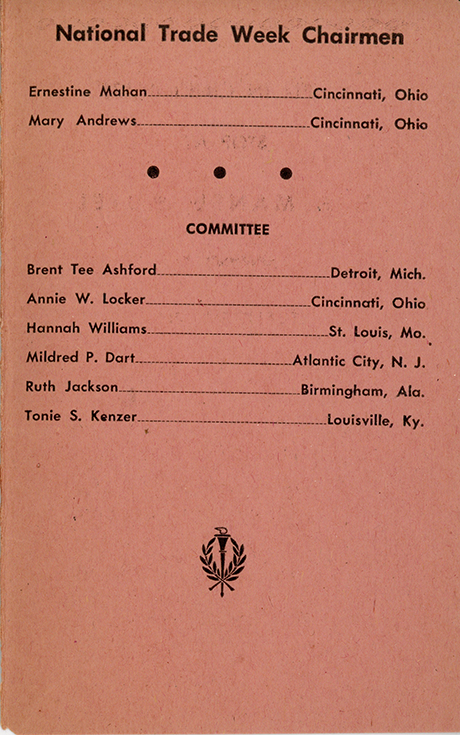 National Trade Week Chairmen
Ernestine Mahan Cincinnati, Ohio
Mary Andrews Cincinnati, Ohio
COMMITTEE
Brent Tee Ashford Detroit, Mich.
Annie W. Locker Cincinnati, Ohio
Hannah Williams St. Louis, Mo.
Mildred P. Dart Atlantic City, N. J.
Ruth Jackson Birmingham, Ala.
Tonie S. Kenzer Louisville, Ky.